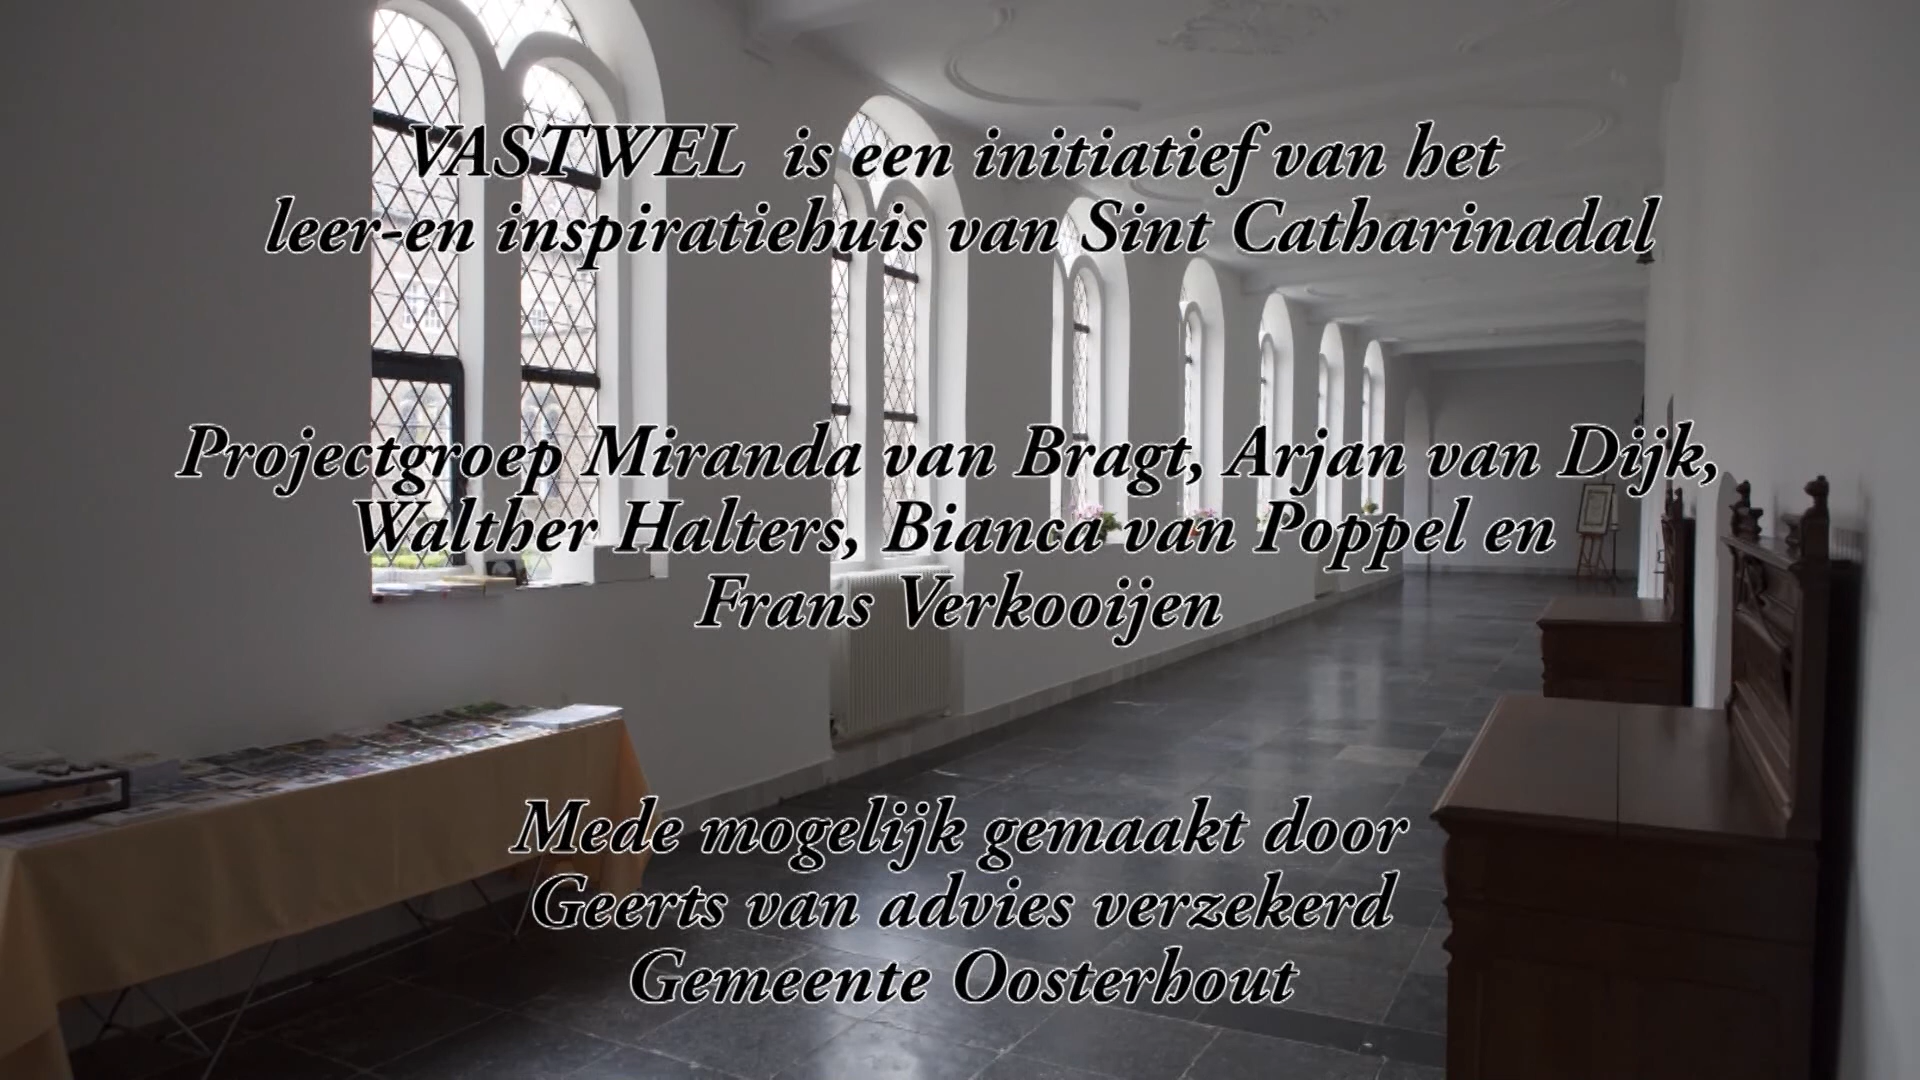 VASTWEL is een initiatief van het
leer-en inspiratiehuis van Sint Catharinadal
Projectgroep Miranda van Bragt, Arjan van Dijk,
Walther Halters, Bianca van Poppel en
Frans Verkooijen
Mede mogelijk gemaakt door
Geerts van advies verzekerd
Gemeente Oosterhout